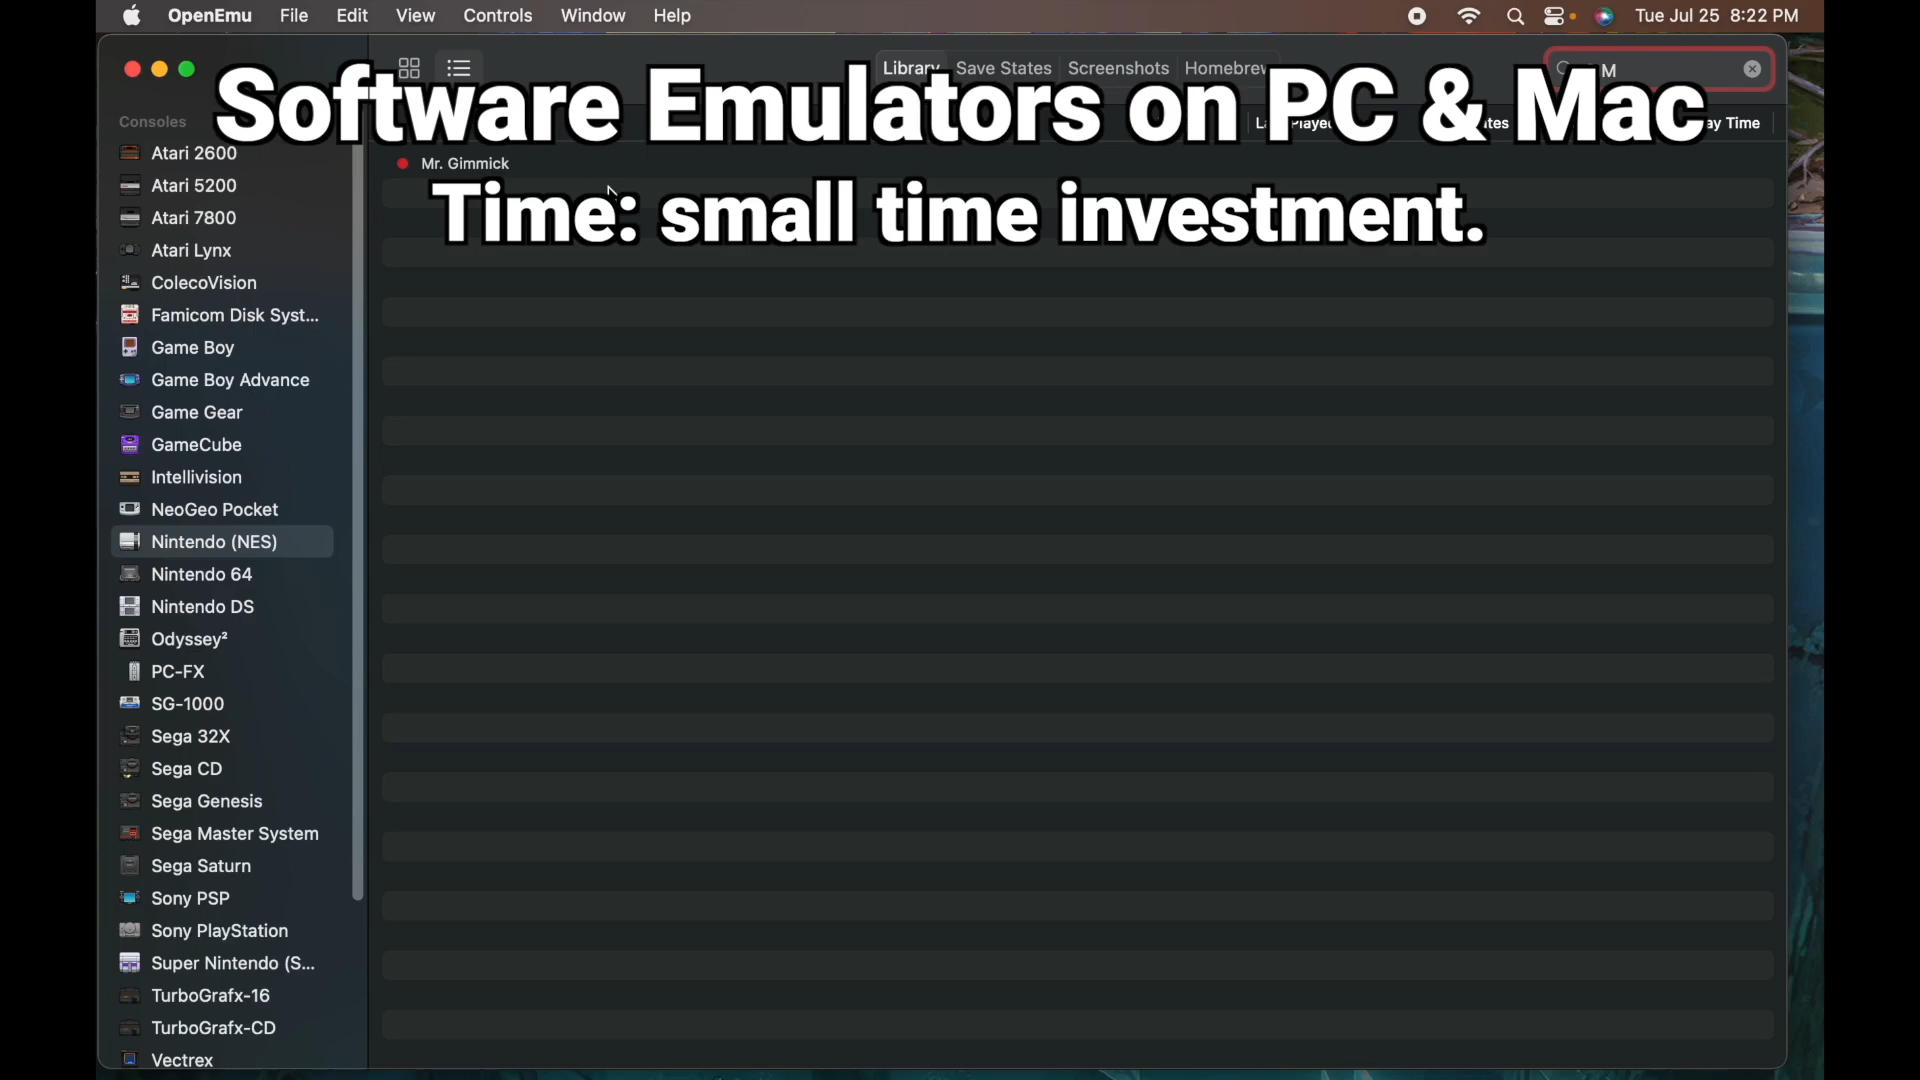 OpenEmu File Edit View Controls Window Help Tue Jul 25 8:22 PM
Library Save States Screenshots Homebrew M
Software Emulators on PC & Mac
Time: small time investment.
Mr. Gimmick
Consoles
Atari 2600
Atari 5200
Atari 7800
Atari Lynx
ColecoVision
Famicom Disk Syst...
Game Boy
Game Boy Advance
Game Gear
GameCube
Intellivision
NeoGeo Pocket
Nintendo (NES)
Nintendo 64
Nintendo DS
Odyssey²
PC-FX
SG-1000
Sega 32X
Sega CD
Sega Genesis
Sega Master System
Sega Saturn
Sony PSP
Sony PlayStation
Super Nintendo (S...
TurboGrafx-16
TurboGrafx-CD
Vectrex